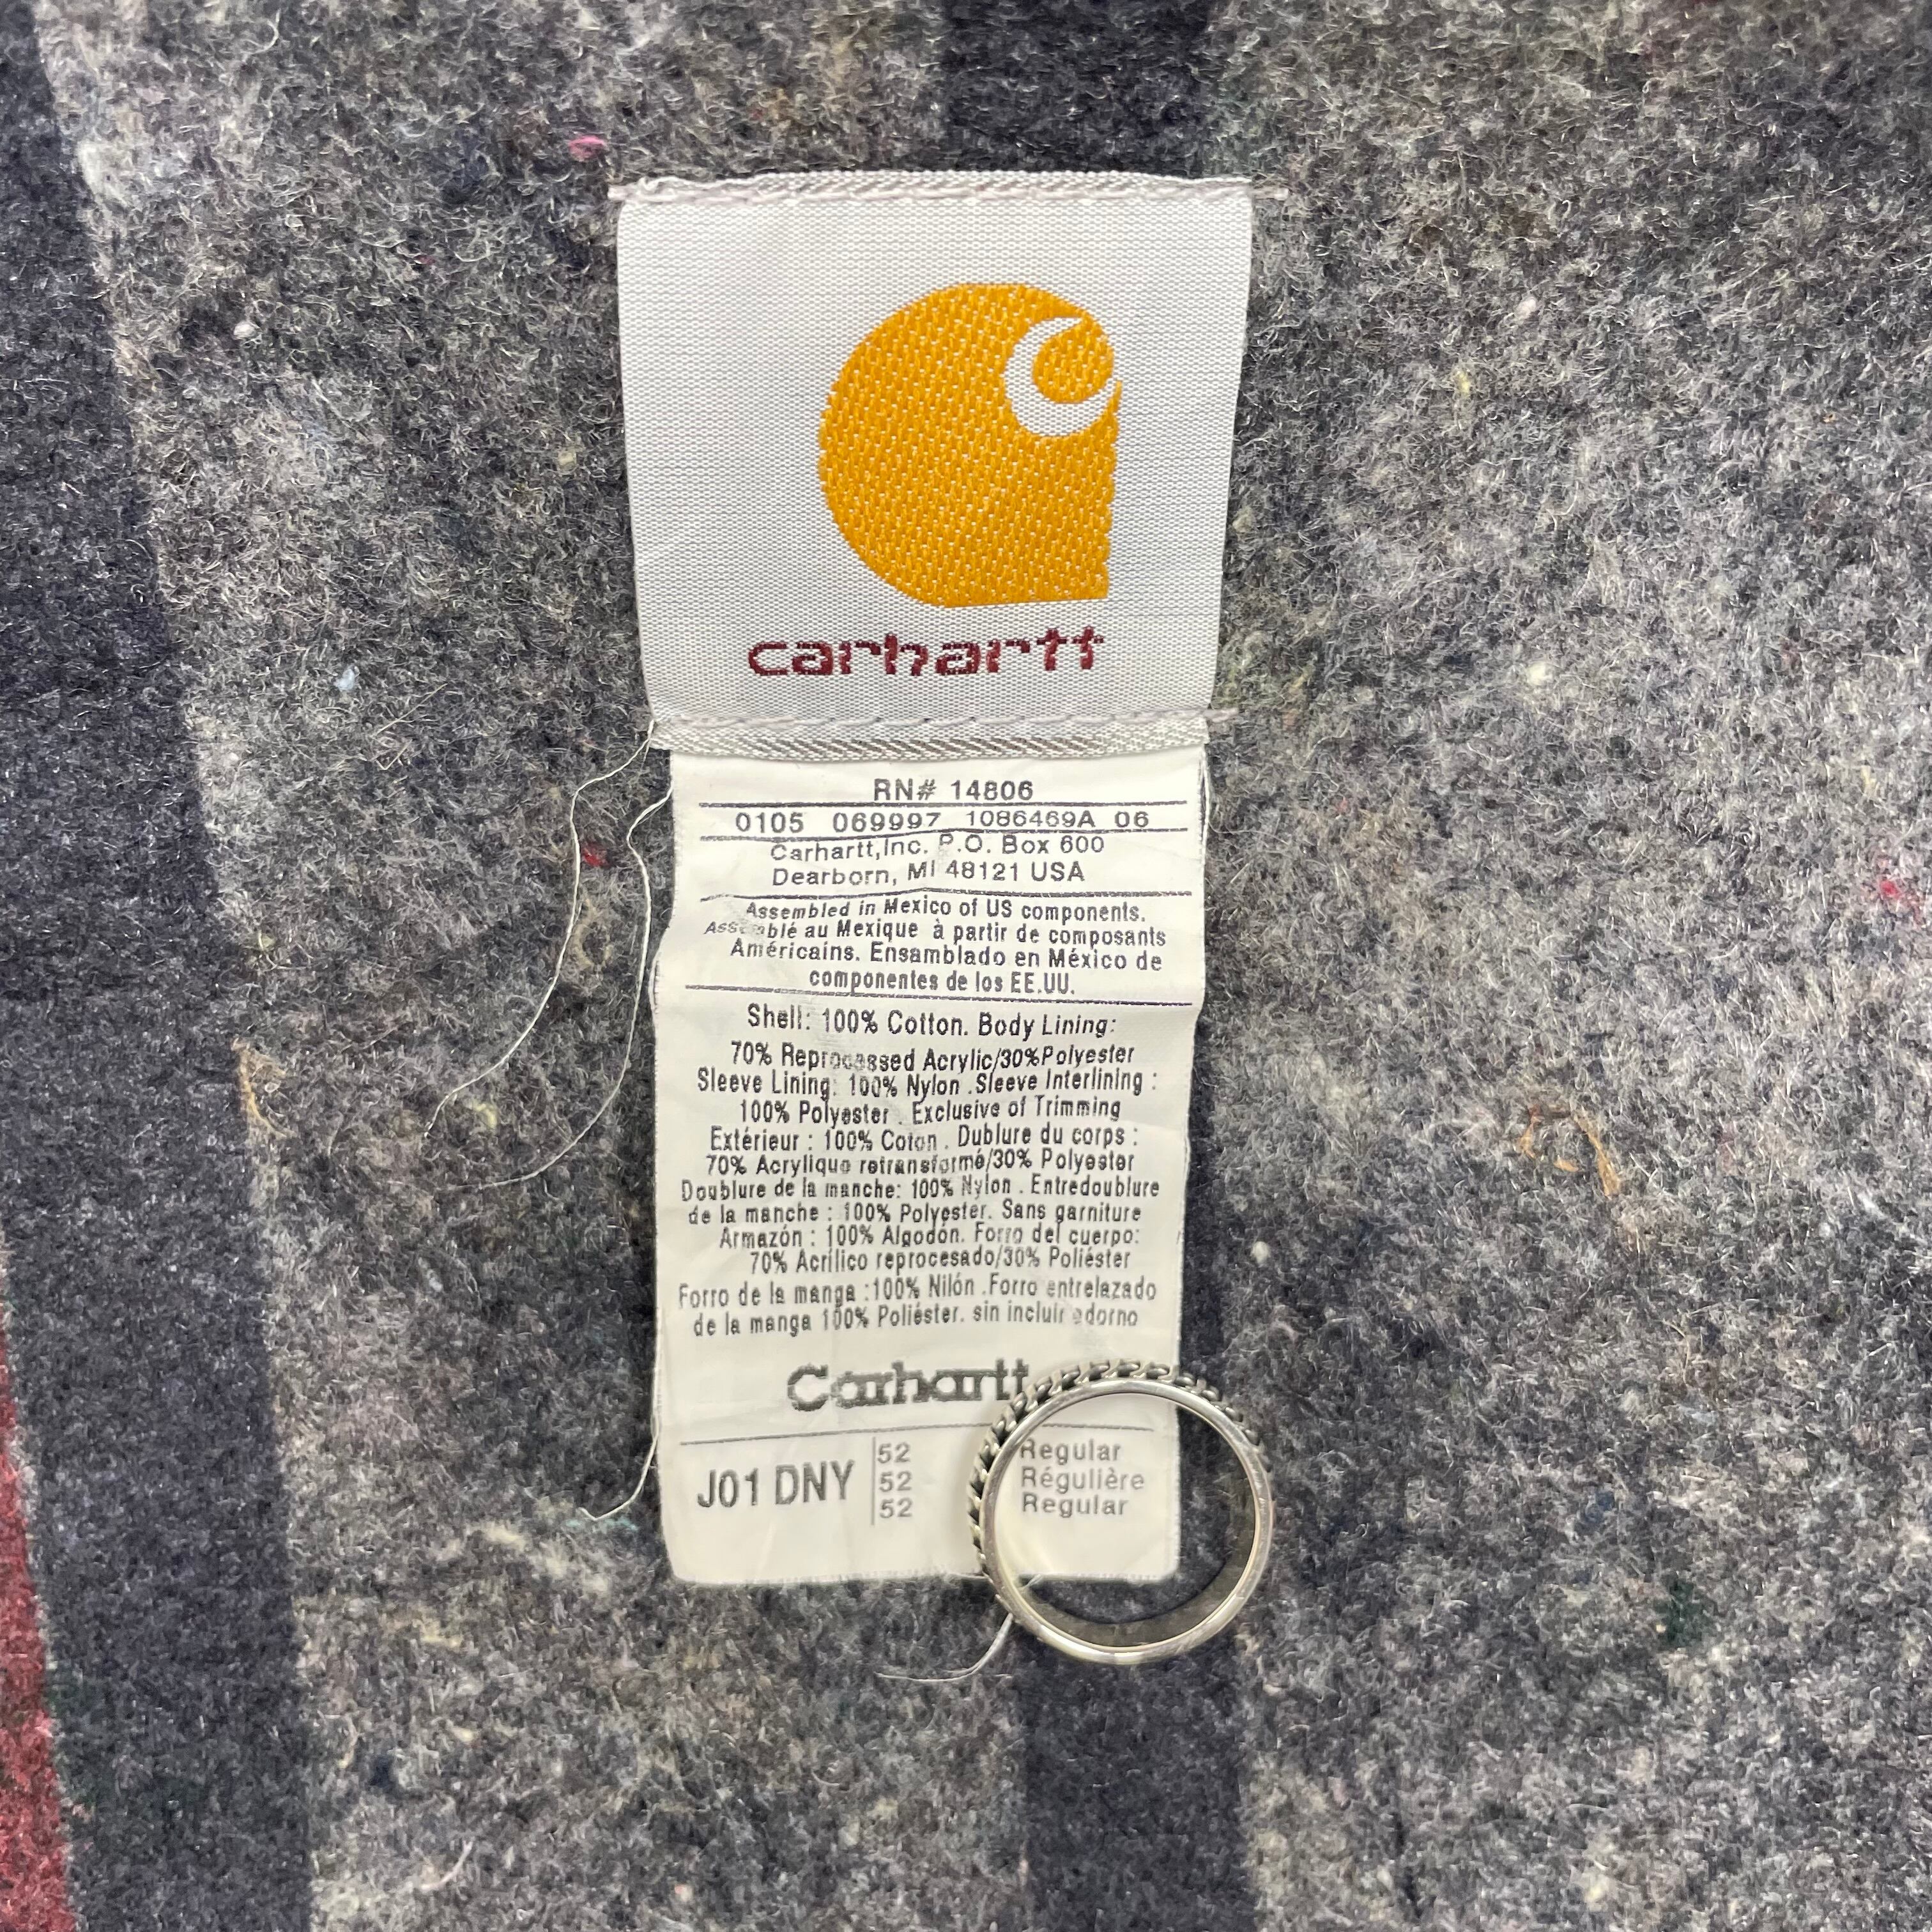 carhartt
RN# 14806
0105 069997 1086469A 06
Carhartt,Inc. P.O. Box 600
Dearborn, MI 48121 USA
Assembled in Mexico of US components.
Assemblé au Mexique à partir de composants
Américains. Ensamblado en México de
componentes de los EE.UU.
Shell: 100% Cotton. Body Lining:
70% Reprocessed Acrylic/30%Polyester
Sleeve Lining: 100% Nylon .Sleeve Interlining :
100% Polyester . Exclusive of Trimming
Extérieur : 100% Coton . Dublure du corps :
70% Acrylique retransformé/30% Polyester
Doublure de la manche: 100% Nylon . Entredoublure
de la manche : 100% Polyester. Sans garniture
Armazón : 100% Algodón. Forro del cuerpo:
70% Acrílico reprocesado/30% Poliéster
Forro de la manga :100% Nilón .Forro entrelazado
de la manga 100% Poliéster. sin incluir adorno
Carhartt
J01 DNY
52 Regular
52 Régulière
52 Regular